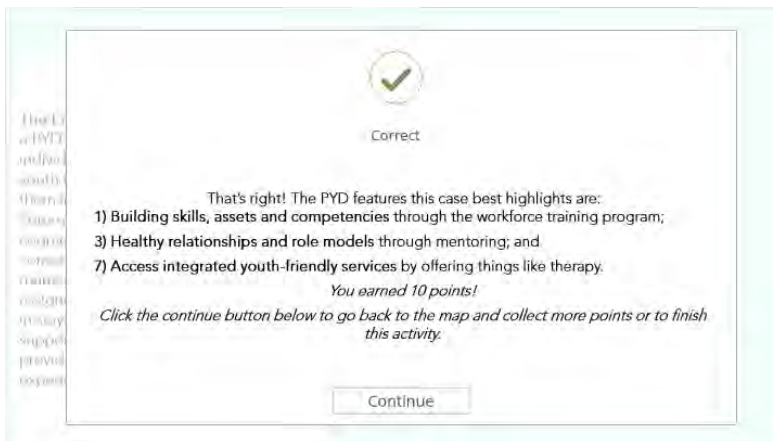 Correct
That's right! The PYD features this case best highlights are:
1) Building skills, assets and competencies through the workforce training program;
3) Healthy relationships and role models through mentoring; and
7) Access integrated youth-friendly services by offering things like therapy.
You earned 10 points!
Click the continue button below to go back to the map and collect more points or to finish
this activity.
Continue